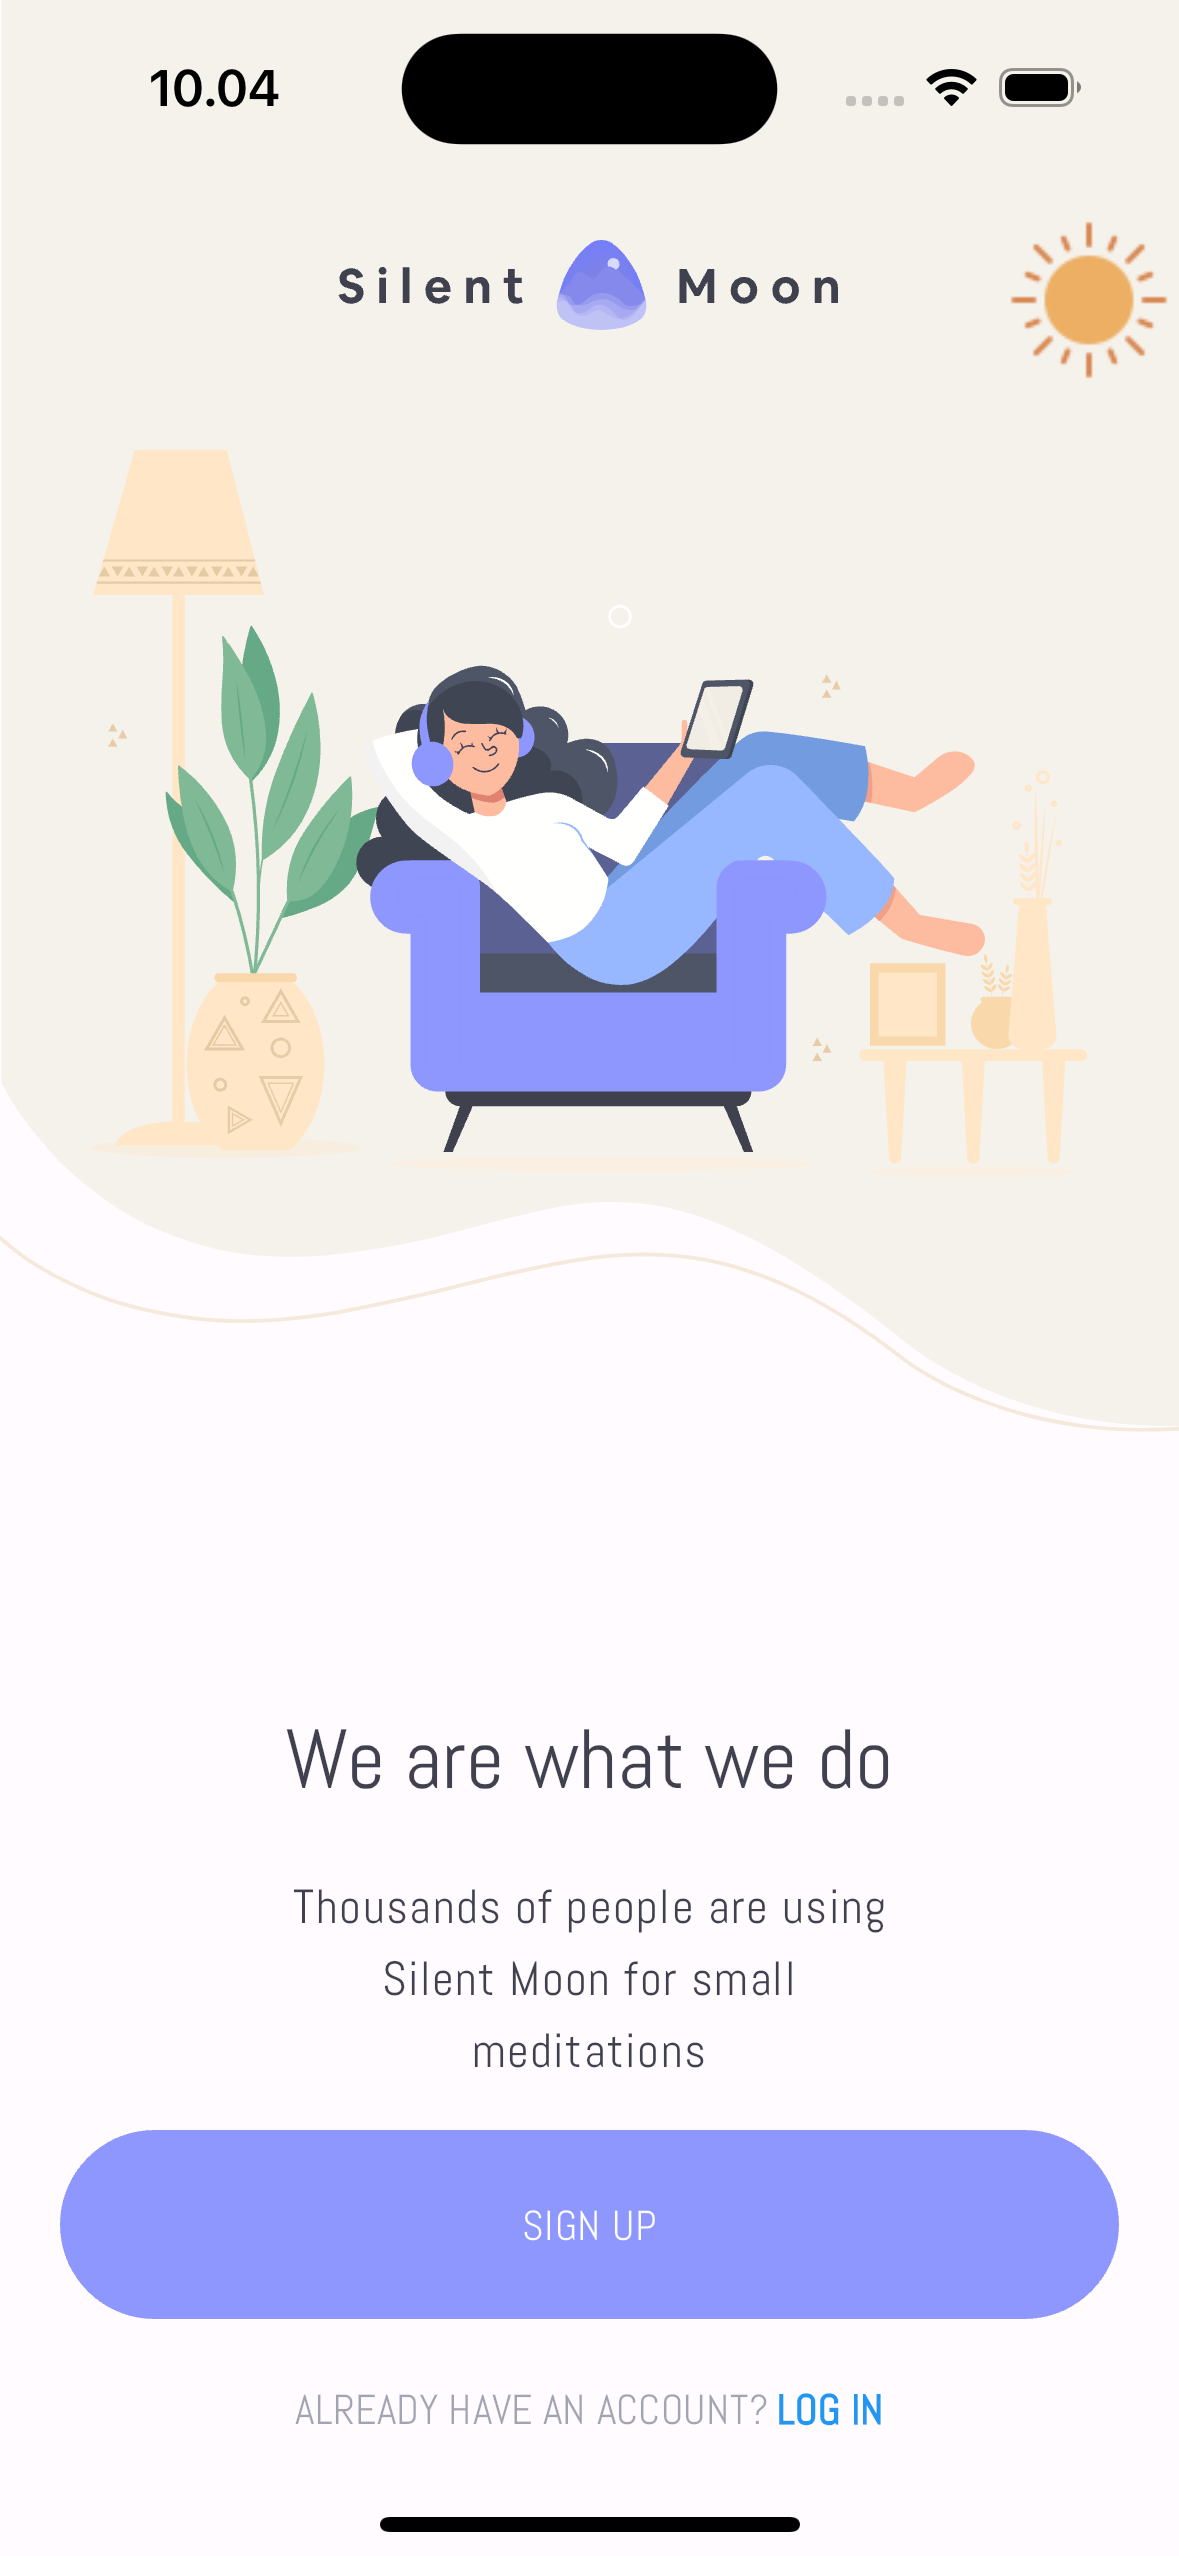 10.04
Silent Moon
We are what we do
Thousands of people are using
Silent Moon for small
meditations
SIGN UP
ALREADY HAVE AN ACCOUNT? LOG IN